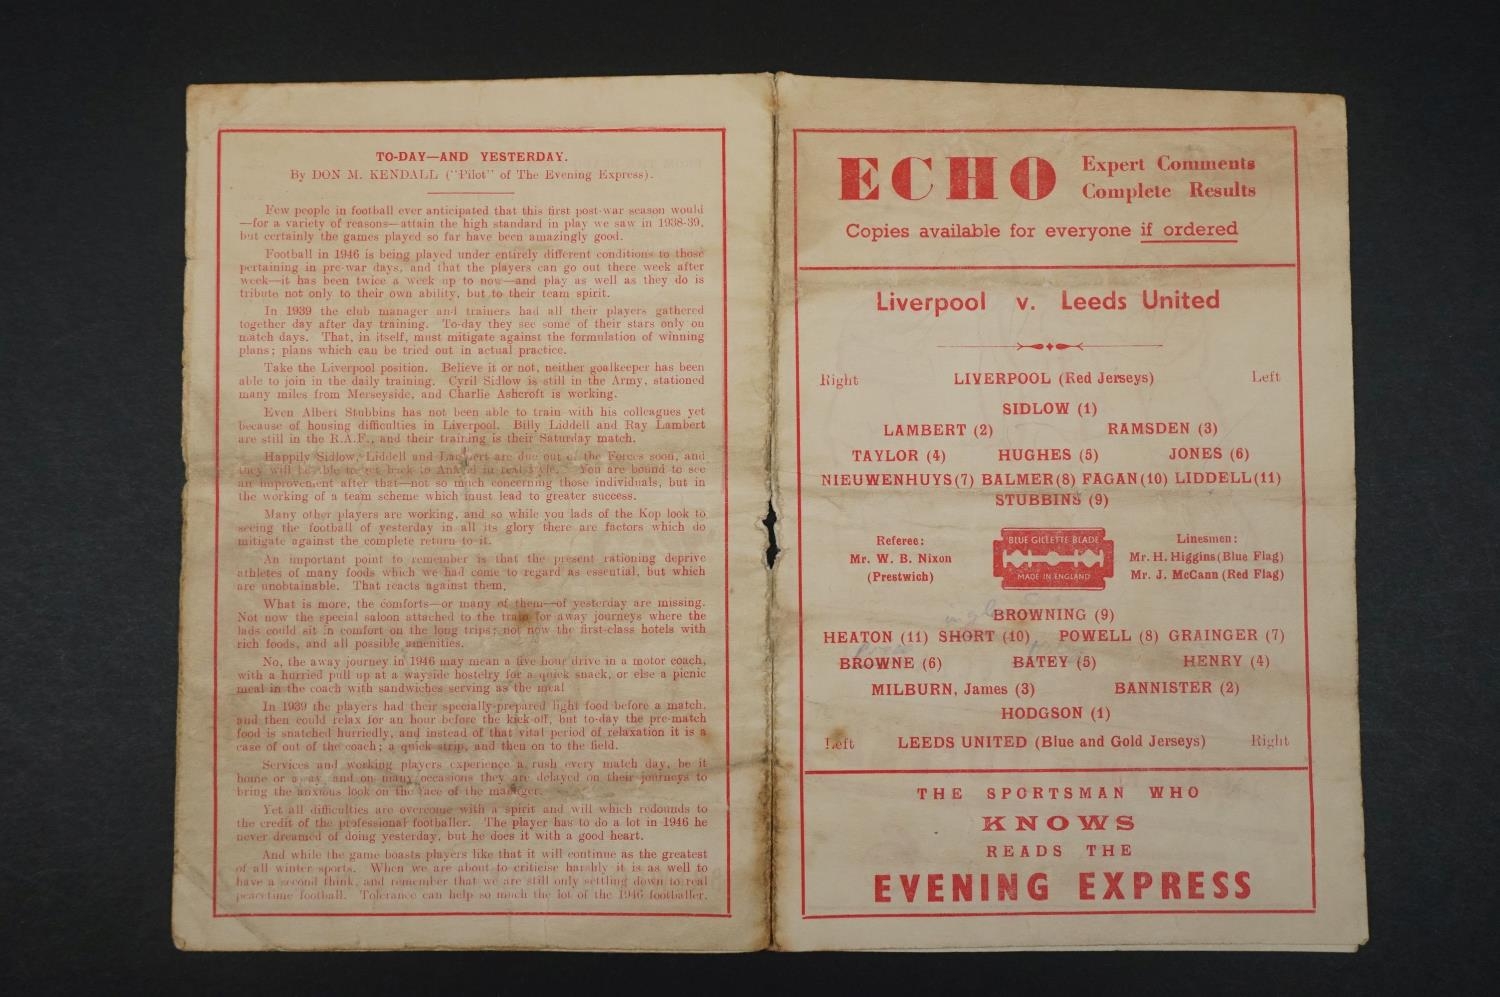 TO-DAY—AND YESTERDAY.
By DON M. KENDALL ("Pilot" of The Evening Express).
Few people in football ever anticipated that this first post-war season would
—for a variety of reasons—attain the high standard in play we saw in 1938-39,
but certainly the games played so far have been amazingly good.
Football in 1946 is being played under entirely different conditions to those
pertaining in pre-war days, and that the players can go out there week after
week—it has been twice a week up to now—and play as well as they do is
tribute not only to their own ability, but to their team spirit.
In 1939 the club manager and trainers had all their players gathered
together day after day training. To-day they see some of their stars only on
match days. That, in itself, must mitigate against the formulation of winning
plans; plans which can be tried out in actual practice.
Take the Liverpool position. Believe it or not, neither goalkeeper has been
able to join in the daily training. Cyril Sidlow is still in the Army, stationed
many miles from Merseyside, and Charlie Ashcroft is working.
Even Albert Stubbins has not been able to train with his colleagues yet
because of housing difficulties in Liverpool. Billy Liddell and Ray Lambert
are still in the R.A.F., and their training is their Saturday match.
Happily Sidlow, Liddell and Lambert are due out of the Forces soon, and
they will be able to get back to Anfield in real style. You are bound to see
an improvement after that—not so much concerning those individuals, but in
the working of a team scheme which must lead to greater success.
Many other players are working, and so while you lads of the Kop look to
seeing the football of yesterday in all its glory there are factors which do
mitigate against the complete return to it.
An important point to remember is that the present rationing deprive
athletes of many foods which we had come to regard as essential, but which
are unobtainable. That reacts against them.
What is more, the comforts—or many of them—of yesterday are missing.
Not now the special saloon attached to the train for away journeys where the
lads could sit in comfort on the long trips; not now the first-class hotels with
rich foods, and all possible amenities.
No, the away journey in 1946 may mean a five hour drive in a motor coach,
with a hurried pull up at a wayside hostelry for a quick snack, or else a picnic
meal in the coach with sandwiches serving as the meal
In 1939 the players had their specially-prepared light food before a match,
and then could relax for an hour before the kick-off, but to-day the pre-match
food is snatched hurriedly, and instead of that vital period of relaxation it is a
case of out of the coach; a quick strip, and then on to the field.
Services and working players experience a rush every match day, be it
home or away, and on many occasions they are delayed on their journeys to
bring the anxious look on the face of the manager.
Yet all difficulties are overcome with a spirit and will which redounds to
the credit of the professional footballer. The player has to do a lot in 1946 he
never dreamed of doing yesterday, but he does it with a good heart.
And while the game boasts players like that it will continue as the greatest
of all winter sports. When we are about to criticise harshly it is as well to
have a second think, and remember that we are still only settling down to real
peacetime football. Tolerance can help so much the lot of the 1946 footballer.
ECHO Expert Comments
Complete Results
Copies available for everyone if ordered
Liverpool v. Leeds United
Right LIVERPOOL (Red Jerseys) Left
SIDLOW (1)
LAMBERT (2) RAMSDEN (3)
TAYLOR (4) HUGHES (5) JONES (6)
NIEUWENHUYS (7) BALMER (8) FAGAN (10) LIDDELL (11)
STUBBINS (9)
Referee:
Mr. W. B. Nixon
(Prestwich)
BLUE GILLETTE BLADE
MADE IN ENGLAND
Linesmen:
Mr. H. Higgins (Blue Flag)
Mr. J. McCann (Red Flag)
BROWNING (9)
HEATON (11) SHORT (10) POWELL (8) GRAINGER (7)
BROWNE (6) BATEY (5) HENRY (4)
MILBURN, James (3) BANNISTER (2)
HODGSON (1)
Left LEEDS UNITED (Blue and Gold Jerseys) Right
THE SPORTSMAN WHO
KNOWS
READS THE
EVENING EXPRESS